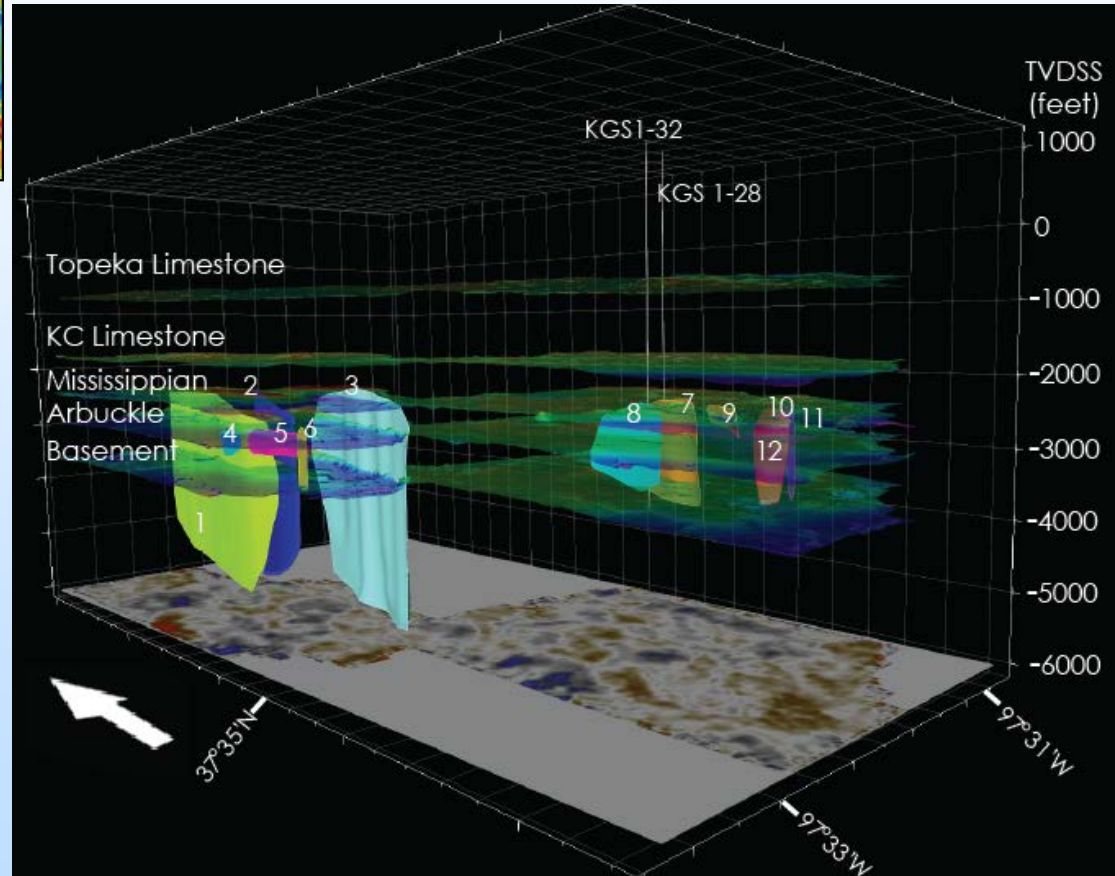 TVDSS
(feet)
1000
0
-1000
-2000
-3000
-4000
-5000
-6000
KGS1-32
KGS 1-28
Topeka Limestone
KC Limestone
Mississippian
Arbuckle
Basement
1
2
3
4
5
6
7
8
9
10
11
12
37°35'N
97°33'W
97°31'W